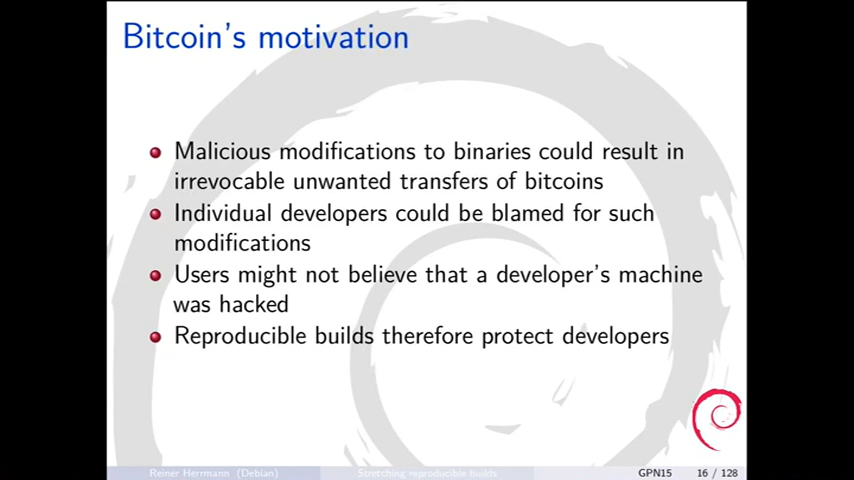 Bitcoin's motivation
Malicious modifications to binaries could result in
irrevocable unwanted transfers of bitcoins
Individual developers could be blamed for such
modifications
Users might not believe that a developer's machine
was hacked
Reproducible builds therefore protect developers
Reiner Herrmann (Debian) Stretching reproducible builds GPN15 16 / 128